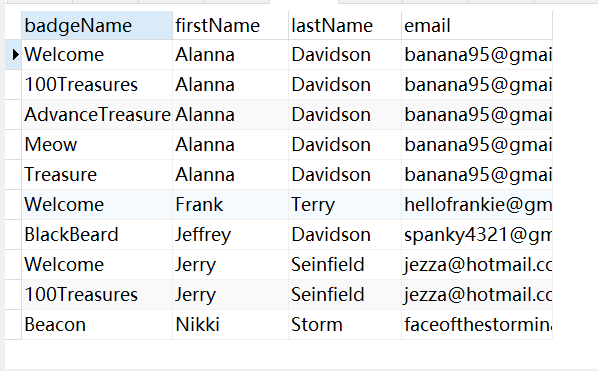 badgeName firstName lastName email
Welcome Alanna Davidson banana95@gmai
100Treasures Alanna Davidson banana95@gmai
AdvanceTreasure Alanna Davidson banana95@gmai
Meow Alanna Davidson banana95@gmai
Treasure Alanna Davidson banana95@gmai
Welcome Frank Terry hellofrankie@gm
BlackBeard Jeffrey Davidson spanky4321@gm
Welcome Jerry Seinfield jezza@hotmail.cc
100Treasures Jerry Seinfield jezza@hotmail.cc
Beacon Nikki Storm faceofthestormin